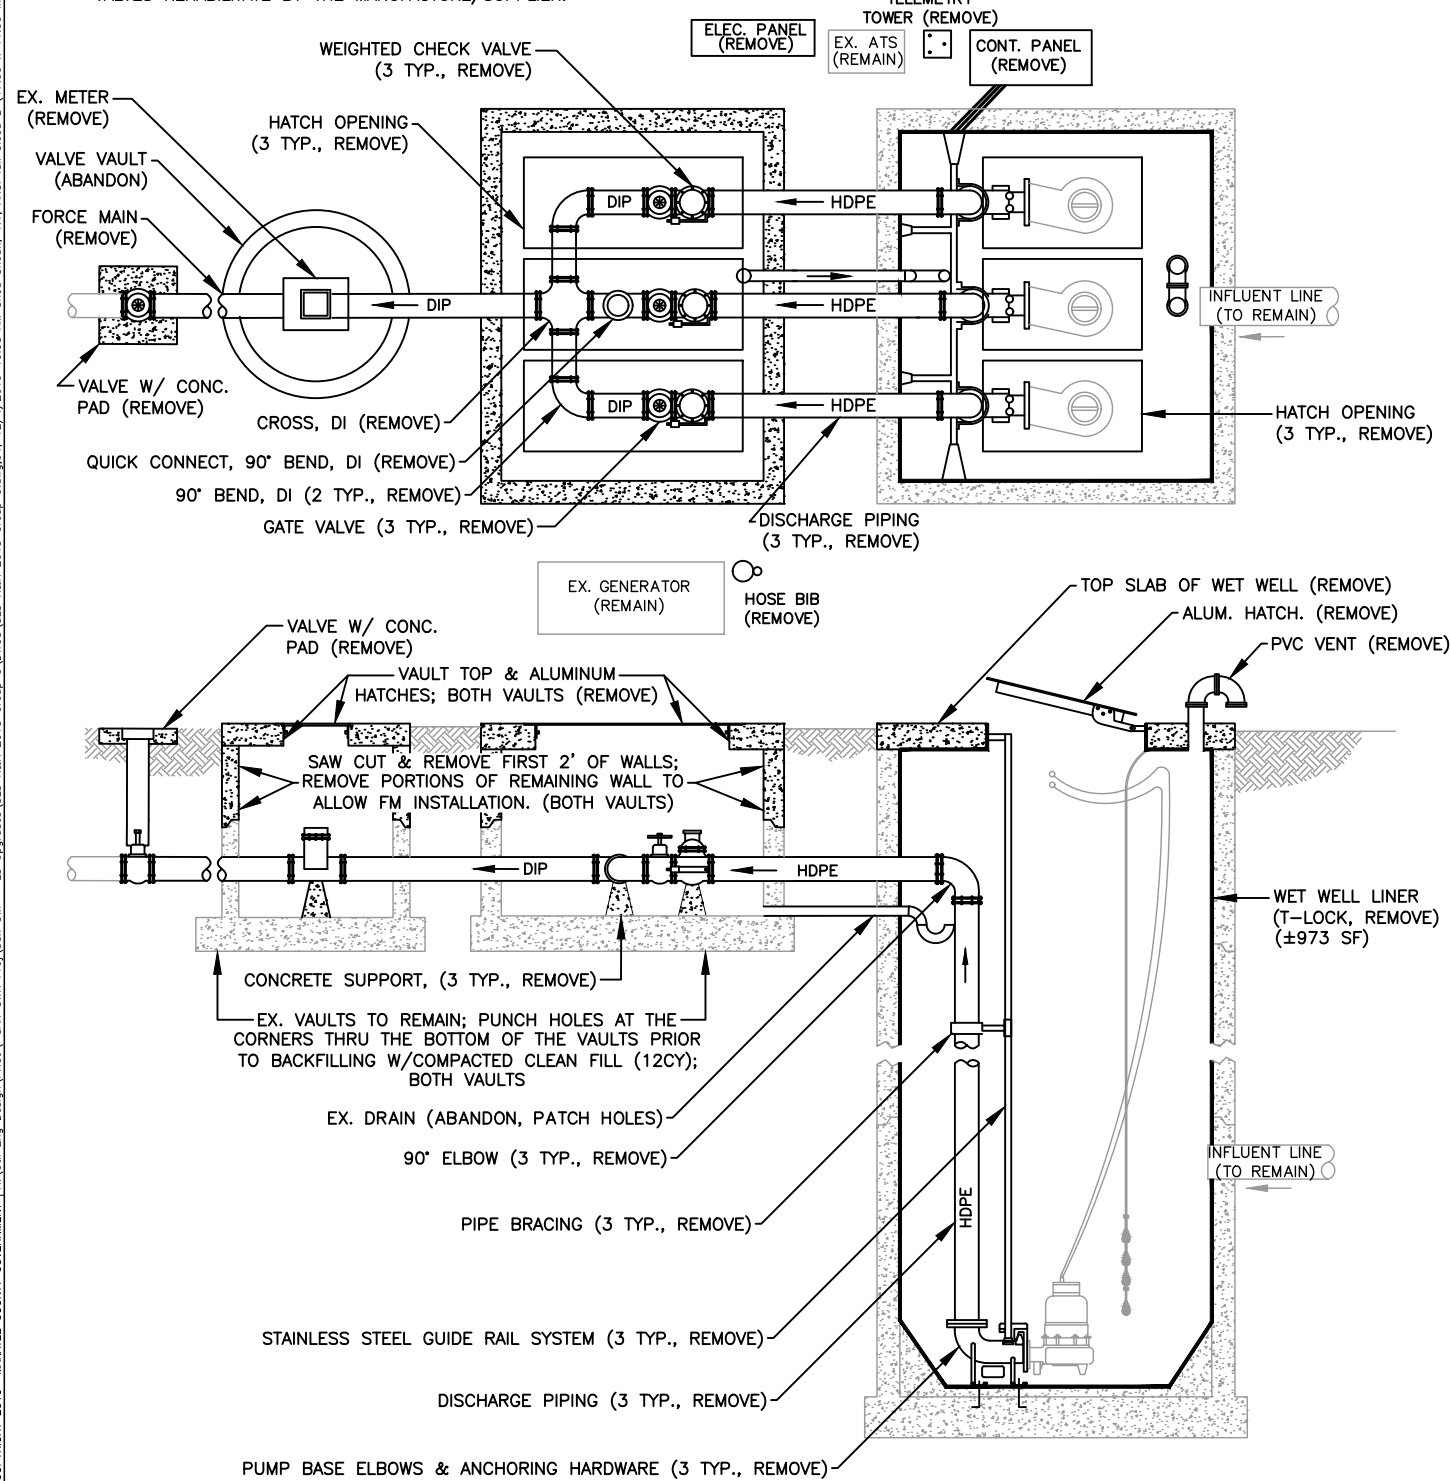 TOWER (REMOVE)
ELEC. PANEL
(REMOVE)
EX. ATS
(REMAIN)
CONT. PANEL
(REMOVE)
WEIGHTED CHECK VALVE
(3 TYP., REMOVE)
EX. METER
(REMOVE)
HATCH OPENING
(3 TYP., REMOVE)
VALVE VAULT
(ABANDON)
FORCE MAIN
(REMOVE)
DIP
HDPE
DIP
HDPE
INFLUENT LINE
(TO REMAIN)
VALVE W/ CONC.
PAD (REMOVE)
DIP
HDPE
CROSS, DI (REMOVE)
HATCH OPENING
(3 TYP., REMOVE)
QUICK CONNECT, 90° BEND, DI (REMOVE)
90° BEND, DI (2 TYP., REMOVE)
GATE VALVE (3 TYP., REMOVE)
DISCHARGE PIPING
(3 TYP., REMOVE)
EX. GENERATOR
(REMAIN)
HOSE BIB
(REMOVE)
TOP SLAB OF WET WELL (REMOVE)
ALUM. HATCH. (REMOVE)
PVC VENT (REMOVE)
VALVE W/ CONC.
PAD (REMOVE)
VAULT TOP & ALUMINUM
HATCHES; BOTH VAULTS (REMOVE)
SAW CUT & REMOVE FIRST 2' OF WALLS;
REMOVE PORTIONS OF REMAINING WALL TO
ALLOW FM INSTALLATION. (BOTH VAULTS)
DIP
HDPE
WET WELL LINER
(T-LOCK, REMOVE)
(±973 SF)
CONCRETE SUPPORT, (3 TYP., REMOVE)
EX. VAULTS TO REMAIN; PUNCH HOLES AT THE
CORNERS THRU THE BOTTOM OF THE VAULTS PRIOR
TO BACKFILLING W/COMPACTED CLEAN FILL (12CY);
BOTH VAULTS
EX. DRAIN (ABANDON, PATCH HOLES)
90° ELBOW (3 TYP., REMOVE)
INFLUENT LINE
(TO REMAIN)
HDPE
PIPE BRACING (3 TYP., REMOVE)
STAINLESS STEEL GUIDE RAIL SYSTEM (3 TYP., REMOVE)
DISCHARGE PIPING (3 TYP., REMOVE)
PUMP BASE ELBOWS & ANCHORING HARDWARE (3 TYP., REMOVE)